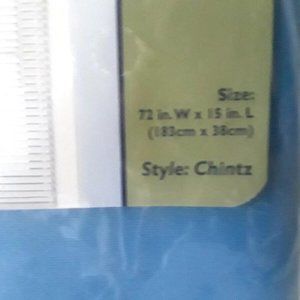 Size:
72 in. W x 15 in. L
(183cm x 38cm)
Style: Chintz